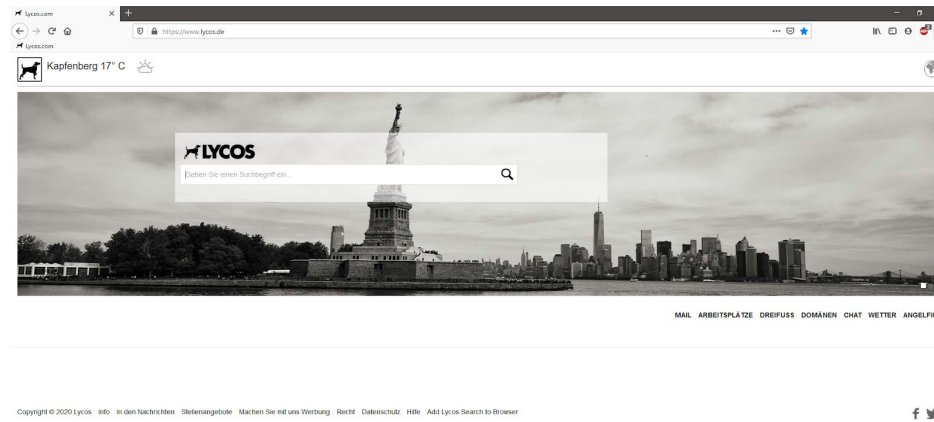 Lycos.com
https://www.lycos.de
Lycos.com
Kapfenberg 17° C
LYCOS
Geben Sie einen Suchbegriff ein...
MAIL ARBEITSPLÄTZE DREIFUSS DOMÄNEN CHAT WETTER
Copyright © 2020 Lycos Info In den Nachrichten Stellenangebote Machen Sie mit uns Werbung Recht Datenschutz Hilfe Add Lycos Search to Browser